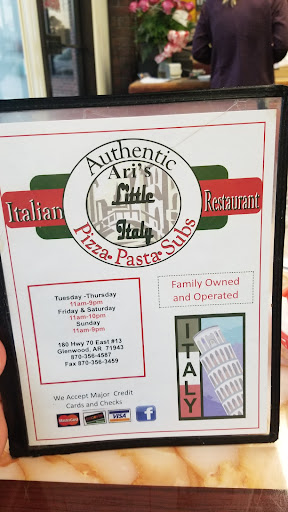 Authentic
Ari's
Little
Italy
Italian
Restaurant
Pizza•Pasta•Subs
Tuesday -Thursday
11am-9pm
Friday & Saturday
11am-10pm
Sunday
11am-9pm
180 Hwy 70 East #13
Glenwood, AR 71943
870-356-4587
Fax 870-356-3459
Family Owned
and Operated
ITALY
We Accept Major Credit
Cards and Checks
VISA
f